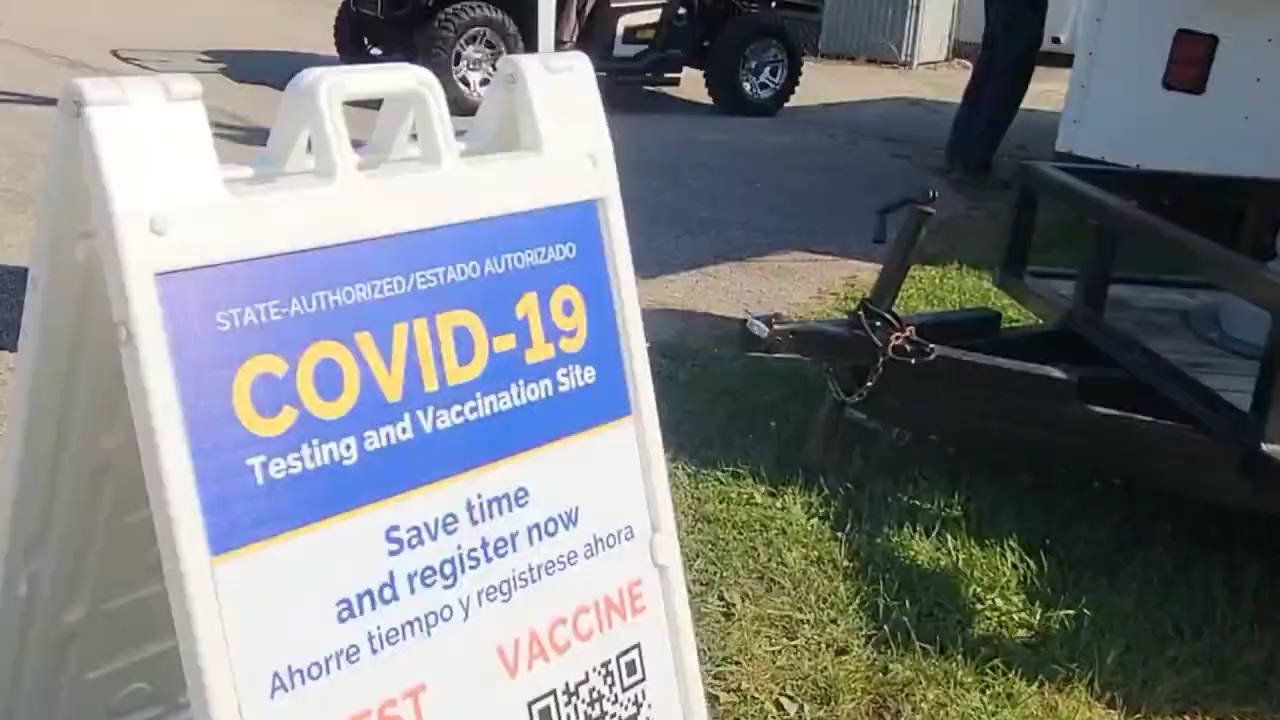 STATE-AUTHORIZED/ESTADO AUTORIZADO
COVID-19
Testing and Vaccination Site
Save time
and register now
Ahorre tiempo y regístrese ahora
VACCINE